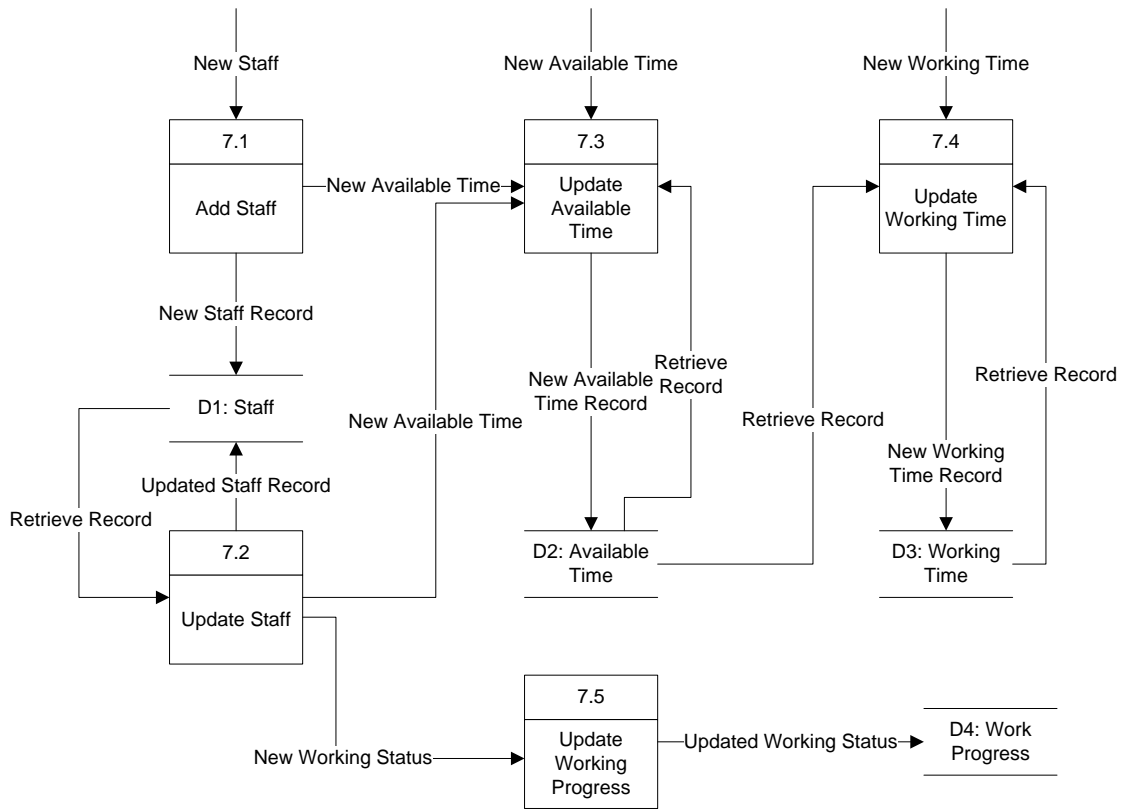 New Staff
New Available Time
New Working Time
7.1
7.3
7.4
Add Staff
New Available Time
Update
Available
Time
Update
Working Time
New Staff Record
D1: Staff
New Available Time
New Available
Time Record
Retrieve
Record
Retrieve Record
Retrieve Record
Updated Staff Record
Retrieve Record
New Working
Time Record
7.2
Update Staff
D2: Available
Time
D3: Working
Time
7.5
Update
Working
Progress
New Working Status
Updated Working Status
D4: Work
Progress